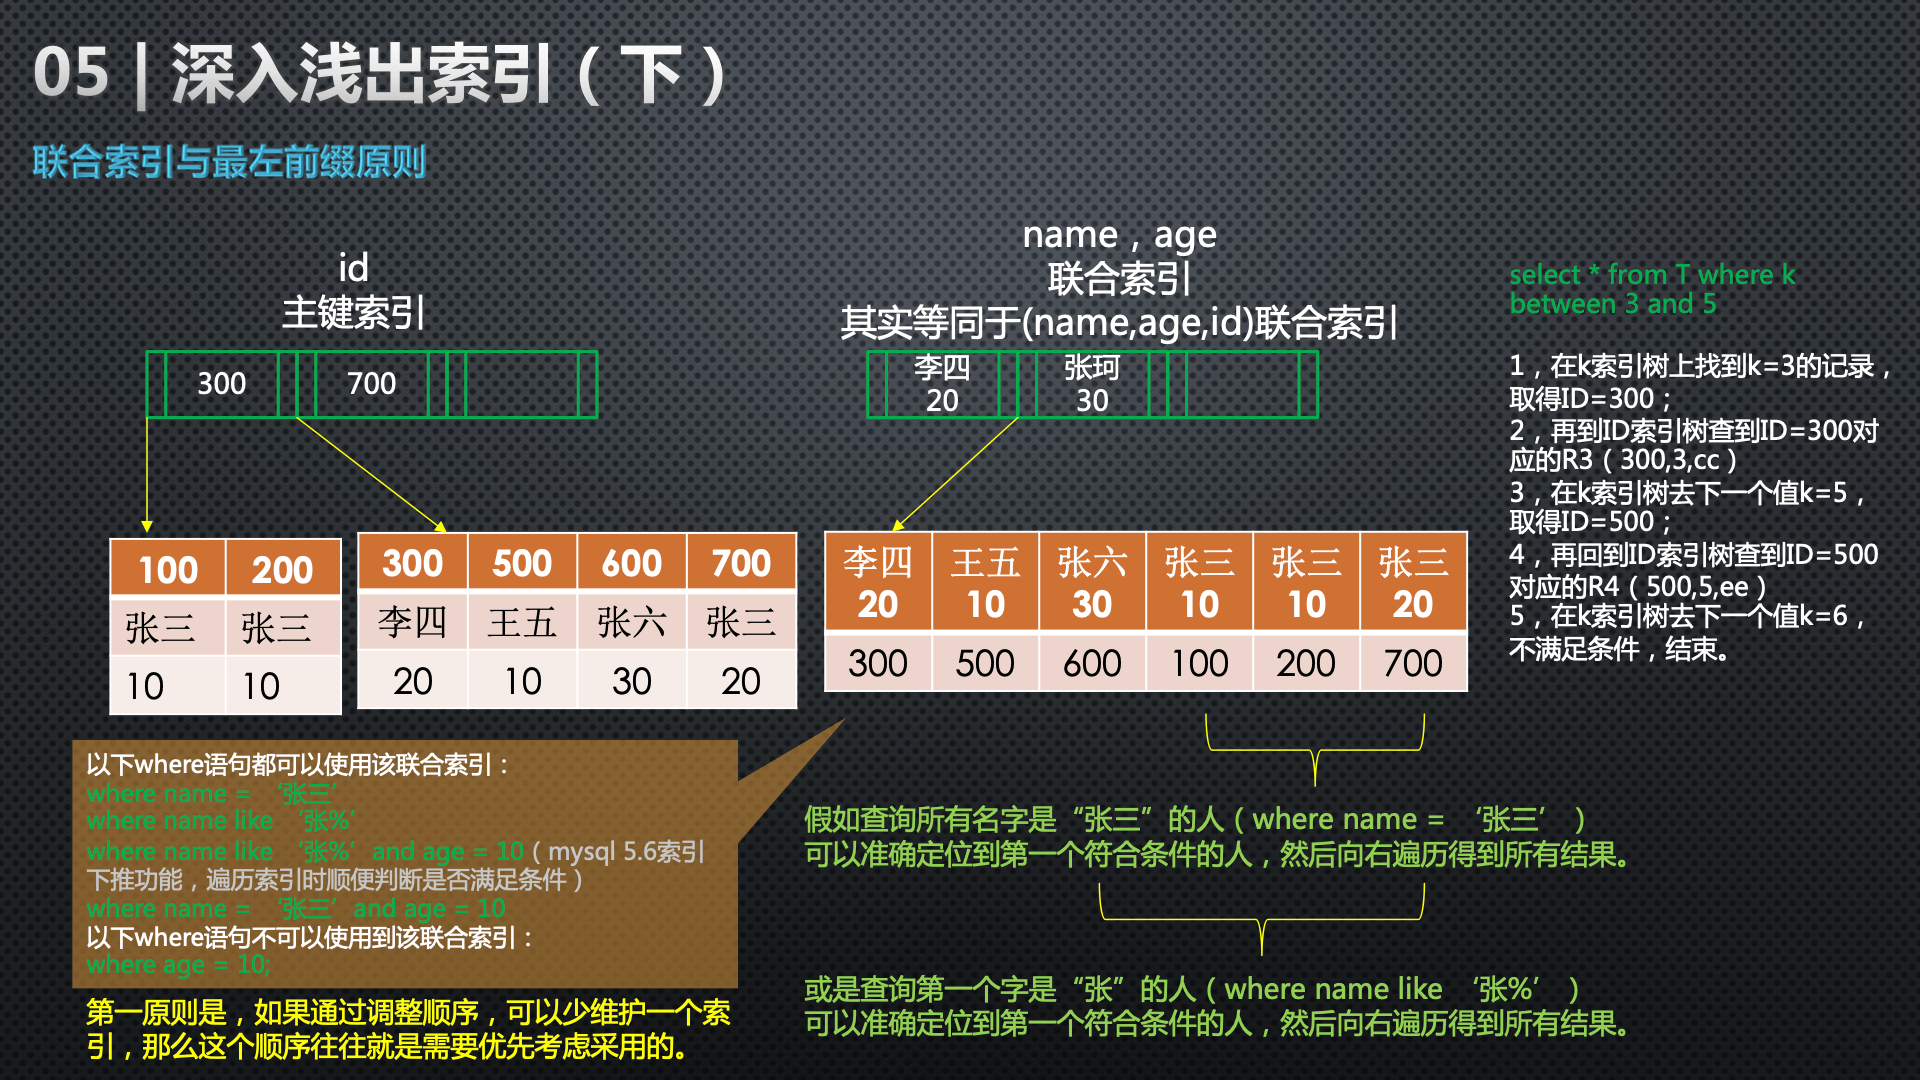 05 | 深入浅出索引（下）
联合索引与最左前缀原则
id
主键索引
300
700
100
200
张三
张三
10
10
300
500
600
700
李四
王五
张六
张三
20
10
30
20
name，age
联合索引
其实等同于(name,age,id)联合索引
李四
20
张珂
30
李四
20
王五
10
张六
30
张三
10
张三
10
张三
20
300
500
600
100
200
700
select * from T where k
between 3 and 5
1，在k索引树上找到k=3的记录，
取得ID=300；
2，再到ID索引树查到ID=300对
应的R3（300,3,cc）
3，在k索引树去下一个值k=5，
取得ID=500；
4，再回到ID索引树查到ID=500
对应的R4（500,5,ee）
5，在k索引树去下一个值k=6，
不满足条件，结束。
以下where语句都可以使用该联合索引：
where name = ‘张三’
where name like ‘张%’
where name like ‘张%’ and age = 10（mysql 5.6索引
下推功能，遍历索引时顺便判断是否满足条件）
where name = ‘张三’ and age = 10
以下where语句不可以使用到该联合索引：
where age = 10;
第一原则是，如果通过调整顺序，可以少维护一个索
引，那么这个顺序往往就是需要优先考虑采用的。
假如查询所有名字是“张三”的人（where name = ‘张三’）
可以准确定位到第一个符合条件的人，然后向右遍历得到所有结果。
或是查询第一个字是“张”的人（where name like ‘张%’）
可以准确定位到第一个符合条件的人，然后向右遍历得到所有结果。